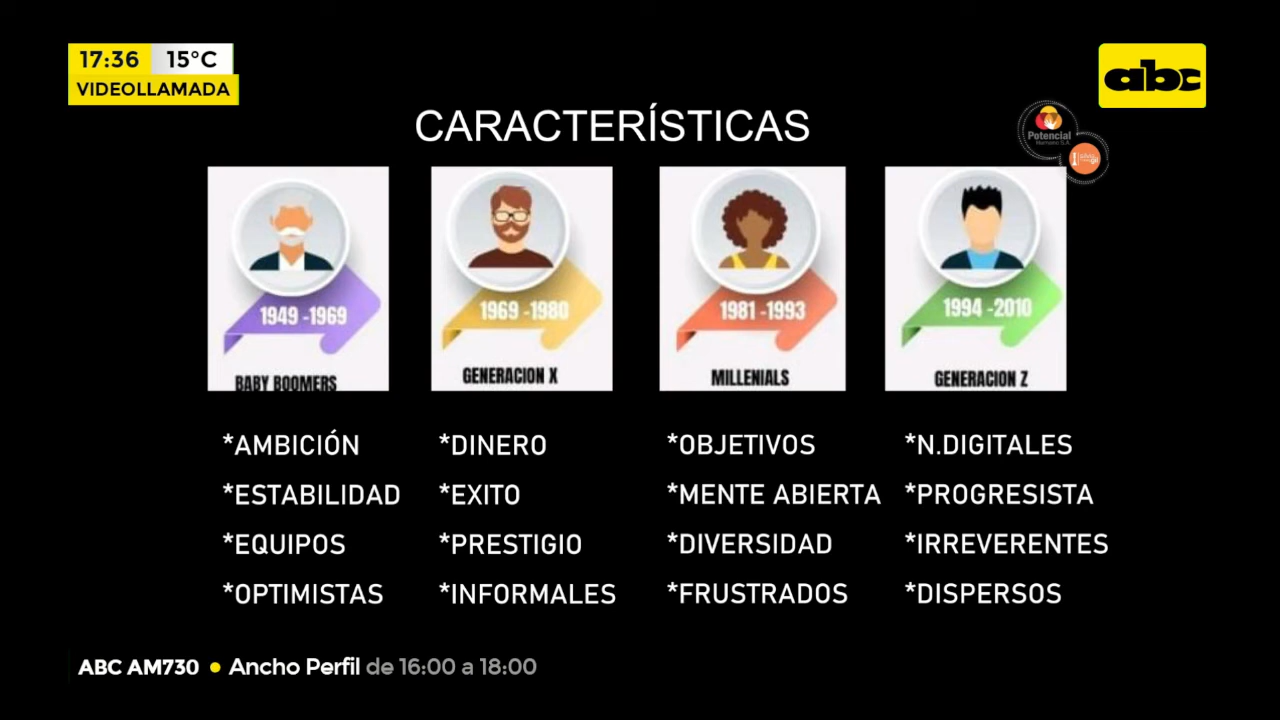 17:36 15°C
VIDEOLLAMADA
abc
CARACTERÍSTICAS
Potencial
1949 -1969
1969 -1980
1981 -1993
1994 -2010
BABY BOOMERS
GENERACION X
MILLENIALS
GENERACION Z
*AMBICIÓN
*ESTABILIDAD
*EQUIPOS
*OPTIMISTAS
*DINERO
*EXITO
*PRESTIGIO
*INFORMALES
*OBJETIVOS
*MENTE ABIERTA
*DIVERSIDAD
*FRUSTRADOS
*N.DIGITALES
*PROGRESISTA
*IRREVERENTES
*DISPERSOS
ABC AM730 • Ancho Perfil de 16:00 a 18:00